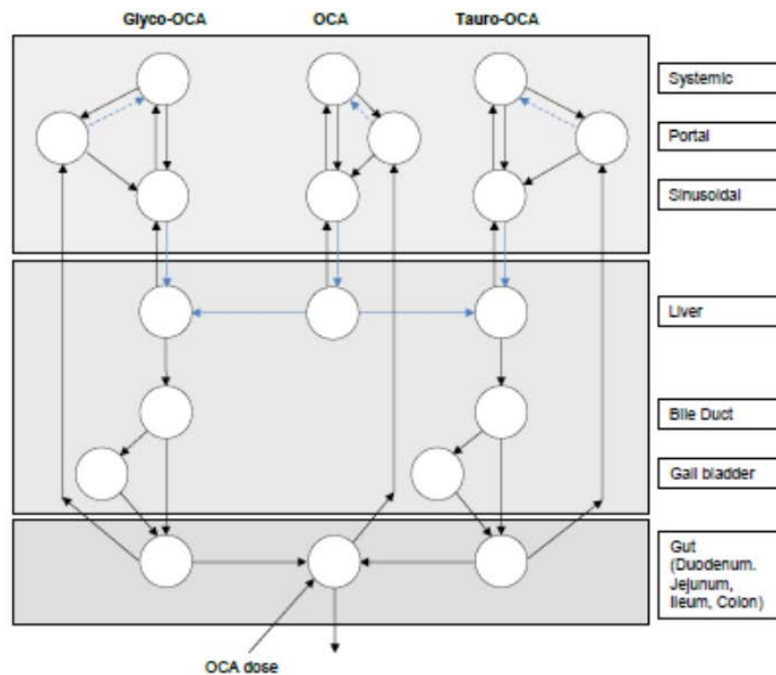 Glyco-OCA OCA Tauro-OCA
Systemic
Portal
Sinusoidal
Liver
Bile Duct
Gall bladder
Gut
(Duodenum.
Jejunum,
Ileum, Colon)
OCA dose